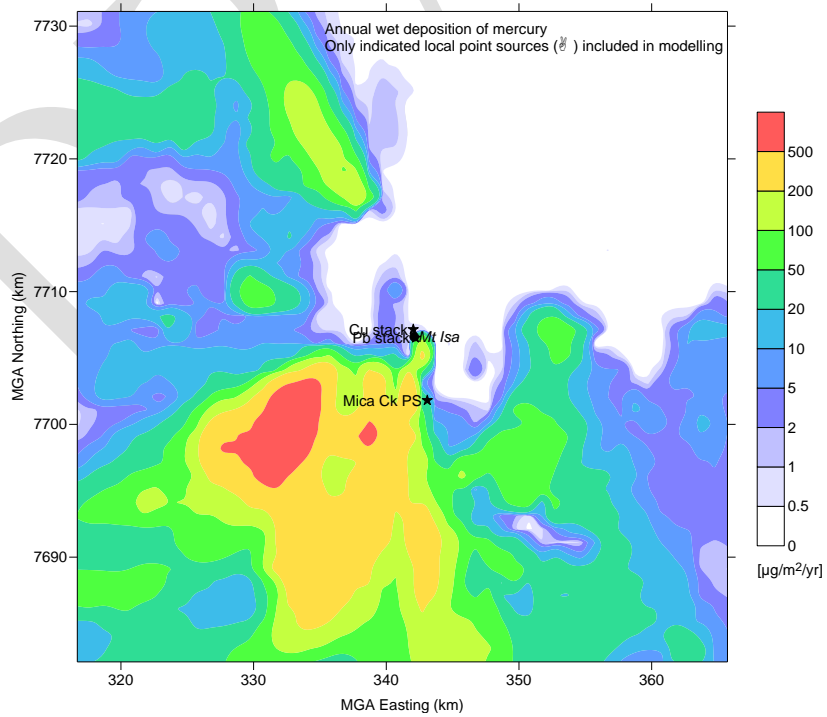 Annual wet deposition of mercury
Only indicated local point sources (✌ ) included in modelling
7730
7720
7710
7700
7690
MGA Northing (km)
Cu stack
Pb stack
Mt Isa
Mica Ck PS
320
330
340
350
360
MGA Easting (km)
500
200
100
50
20
10
5
2
1
0.5
0
[µg/m²/yr]